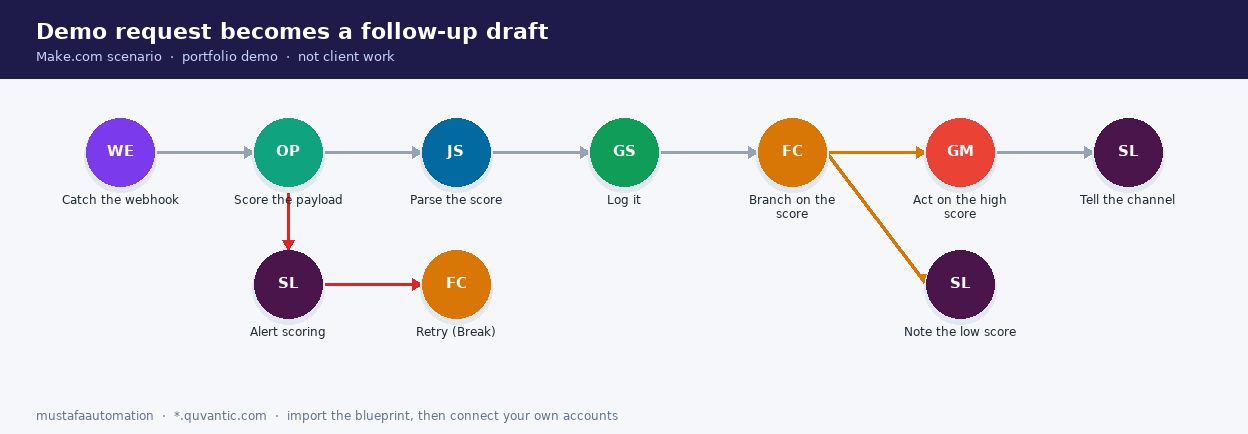 Demo request becomes a follow-up draft
Make.com scenario · portfolio demo · not client work
WE
OP
JS
GS
FC
GM
SL
Catch the webhook
Score the payload
Parse the score
Log it
Branch on the
score
Act on the high
score
Tell the channel
SL
FC
SL
Alert scoring
Retry (Break)
Note the low score
mustafaautomation · *.quvantic.com · import the blueprint, then connect your own accounts